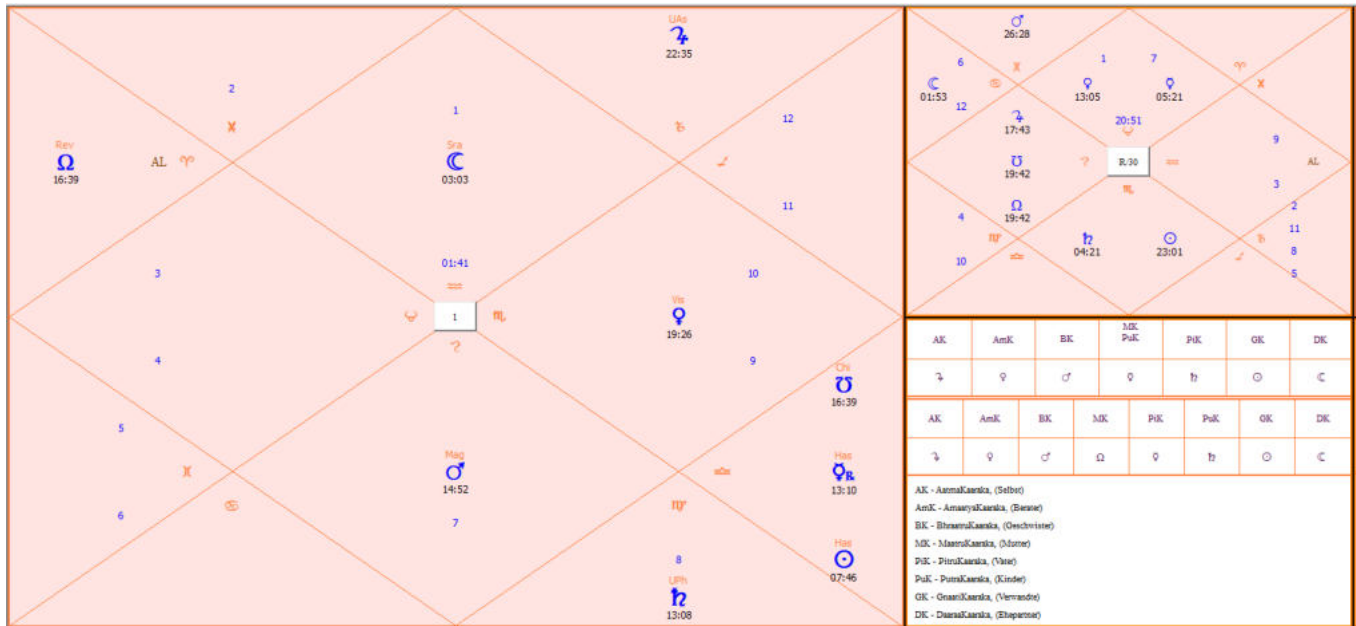 UAs
♃
22:35
2
1
12
Rev
☊
16:39
AL
Sra
☾
03:03
11
3
01:41
10
1
Vis
♀
19:26
4
9
Chi
☋
16:39
5
Mag
♂
14:52
Has
☿R
13:10
6
7
8
UPh
♄
13:08
Has
☉
07:46
♂
26:28
6
1
7
☾
01:53
♀
13:05
☿
05:21
12
♃
17:43
20:51
☋
19:42
R/30
9
AL
3
☊
19:42
2
4
♄
04:21
☉
23:01
11
8
10
5
AK AmK BK MK PuK PiK GK DK
♃ ♀ ♂ ☿ ♄ ☉ ☾
AK AmK BK MK PiK PuK GK DK
♃ ♀ ♂ ☊ ☿ ♄ ☉ ☾
AK - AatmaKaaraka, (Selbst)
AmK - AmaatyaKaaraka, (Berater)
BK - BhraatruKaaraka, (Geschwister)
MK - MaatruKaaraka, (Mutter)
PiK - PitruKaaraka, (Vater)
PuK - PutraKaaraka, (Kinder)
GK - GnaatiKaaraka, (Verwandte)
DK - DaaraaKaaraka, (Ehepartner)